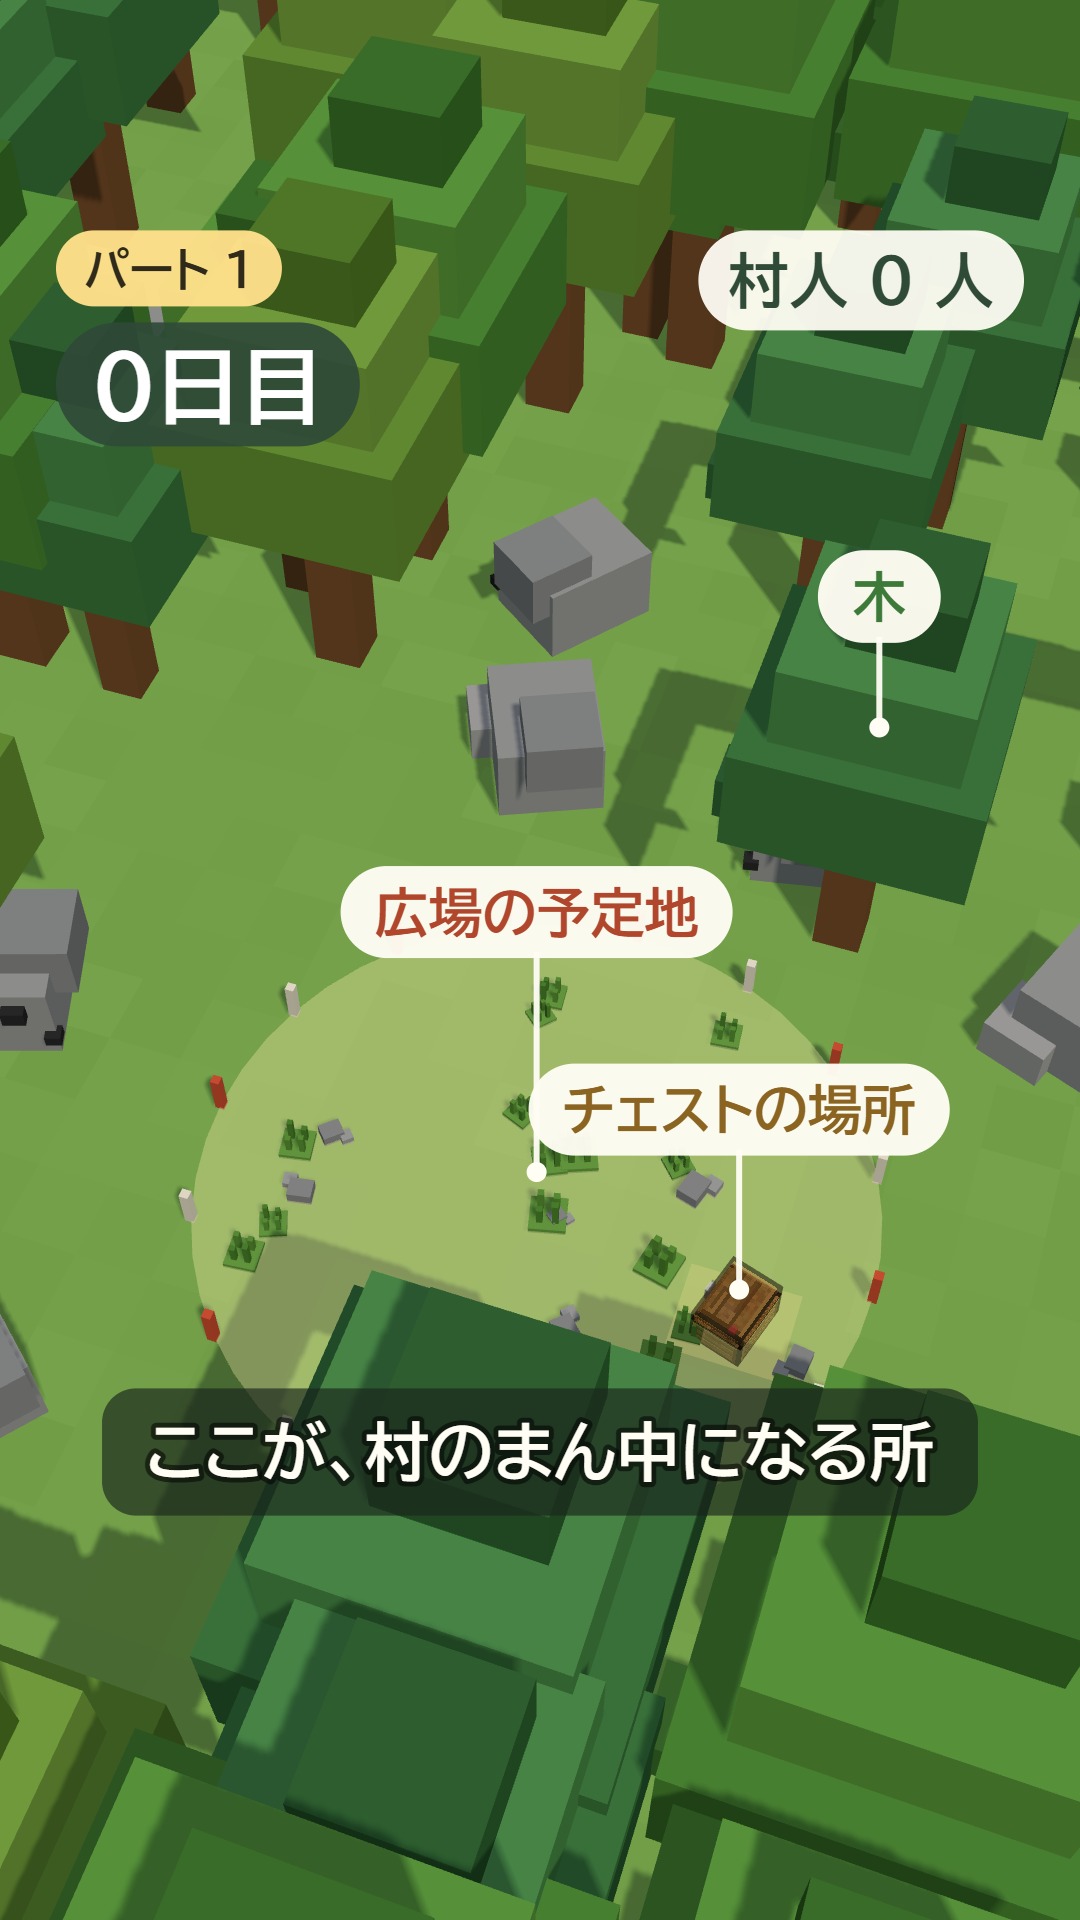 パート 1
0日目
村人 0 人
木
広場の予定地
チェストの場所
ここが、村のまん中になる所